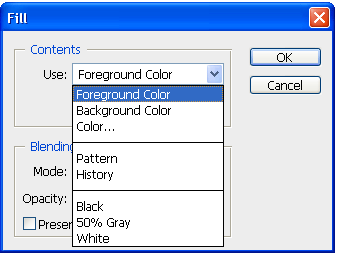 Fill
Contents
Use: Foreground Color
OK
Foreground Color
Cancel
Background Color
Color...
Pattern
History
Blending
Mode:
Opacity:
Black
50% Gray
White